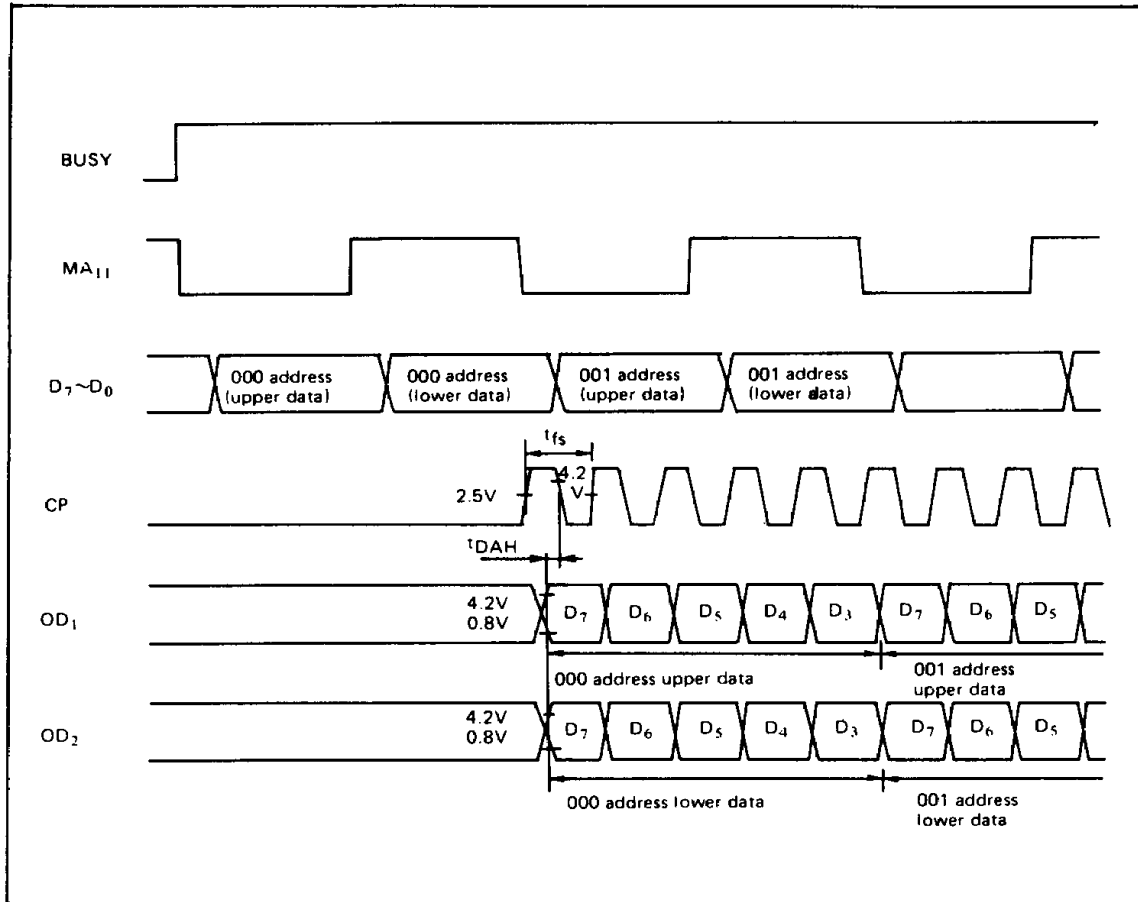 BUSY
MA11
D7~D0
000 address
(upper data)
000 address
(lower data)
001 address
(upper data)
001 address
(lower data)
tfs
CP
2.5V
4.2
V
tDAH
OD1
4.2V
0.8V
D7 D6 D5 D4 D3 D7 D6 D5
000 address upper data
001 address
upper data
OD2
4.2V
0.8V
D7 D6 D5 D4 D3 D7 D6 D5
000 address lower data
001 address
lower data